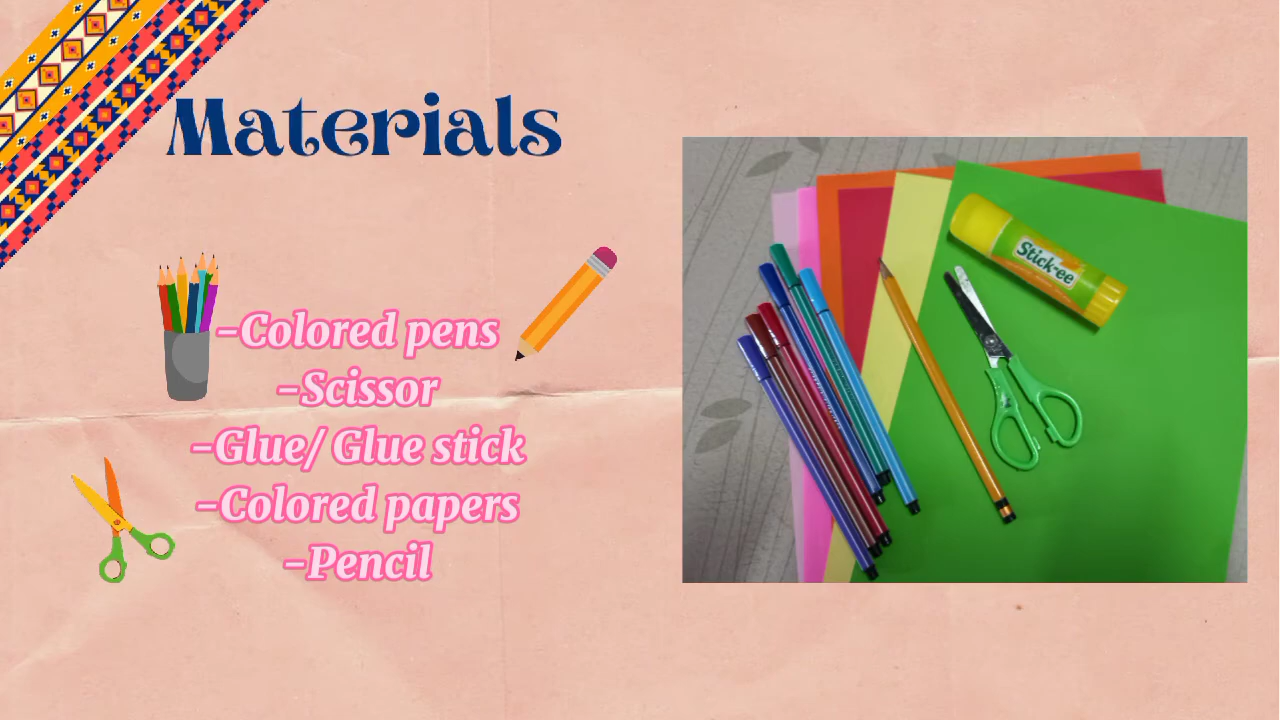 Materials
-Colored pens
-Scissor
-Glue/ Glue stick
-Colored papers
-Pencil
Stick-ee